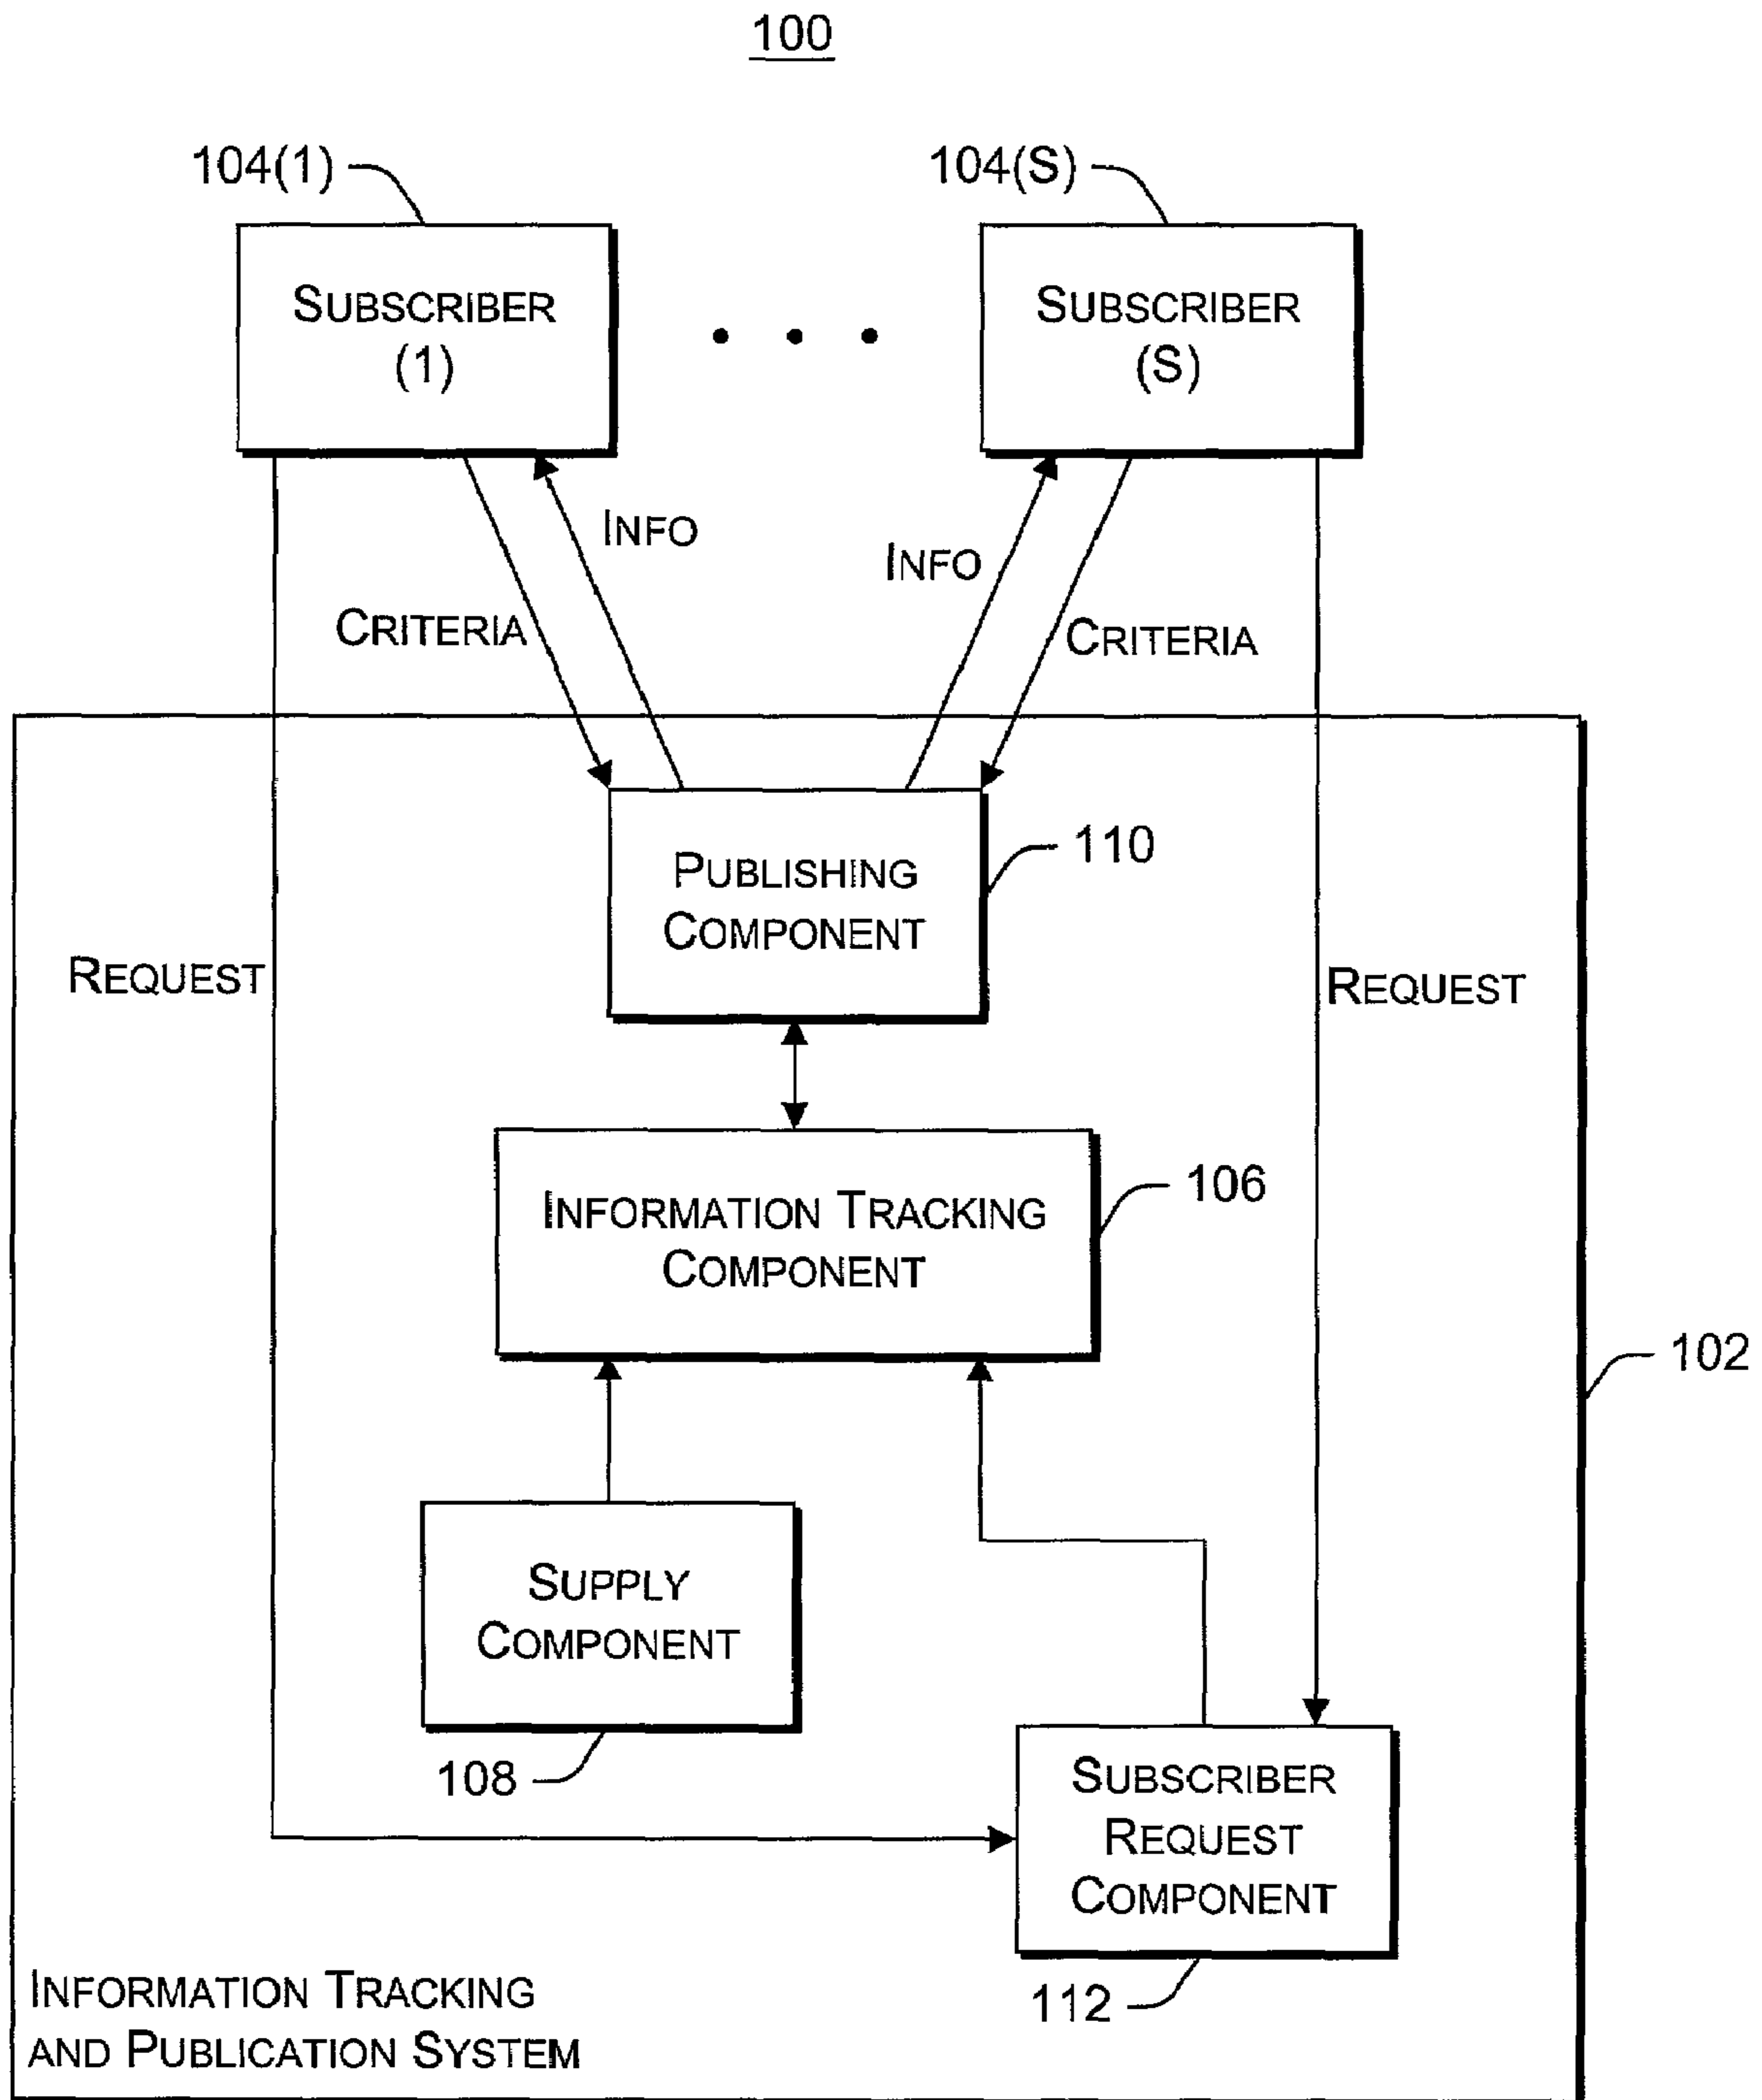 100
104(1)
104(S)
SUBSCRIBER
(1)
SUBSCRIBER
(S)
INFO
INFO
CRITERIA
CRITERIA
PUBLISHING
COMPONENT
110
REQUEST
REQUEST
INFORMATION TRACKING
COMPONENT
106
102
SUPPLY
COMPONENT
108
SUBSCRIBER
REQUEST
COMPONENT
112
INFORMATION TRACKING
AND PUBLICATION SYSTEM